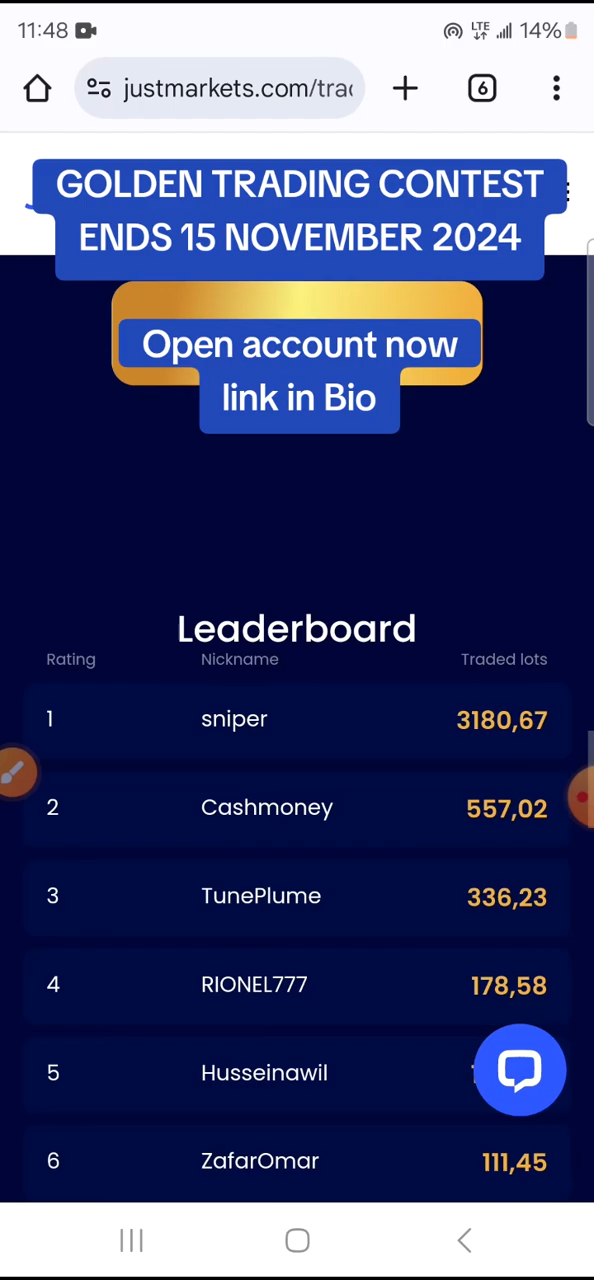 11:48
LTE
14%
justmarkets.com/trad
6
GOLDEN TRADING CONTEST
ENDS 15 NOVEMBER 2024
Open account now
link in Bio
Leaderboard
Rating Nickname Traded lots
1 sniper 3180,67
2 Cashmoney 557,02
3 TunePlume 336,23
4 RIONEL777 178,58
5 Husseinawil
6 ZafarOmar 111,45